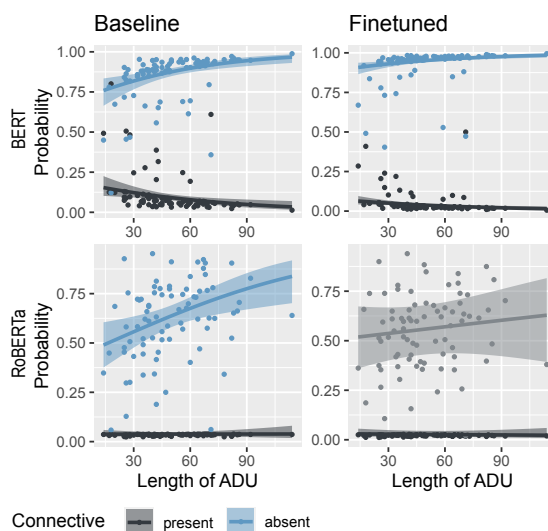 Baseline
Finetuned
BERT
Probability
1.00
0.75
0.50
0.25
0.00
1.00
0.75
0.50
0.25
0.00
RoBERTa
Probability
0.75
0.50
0.25
0.00
0.75
0.50
0.25
0.00
30 60 90
30 60 90
Length of ADU
Length of ADU
Connective present absent